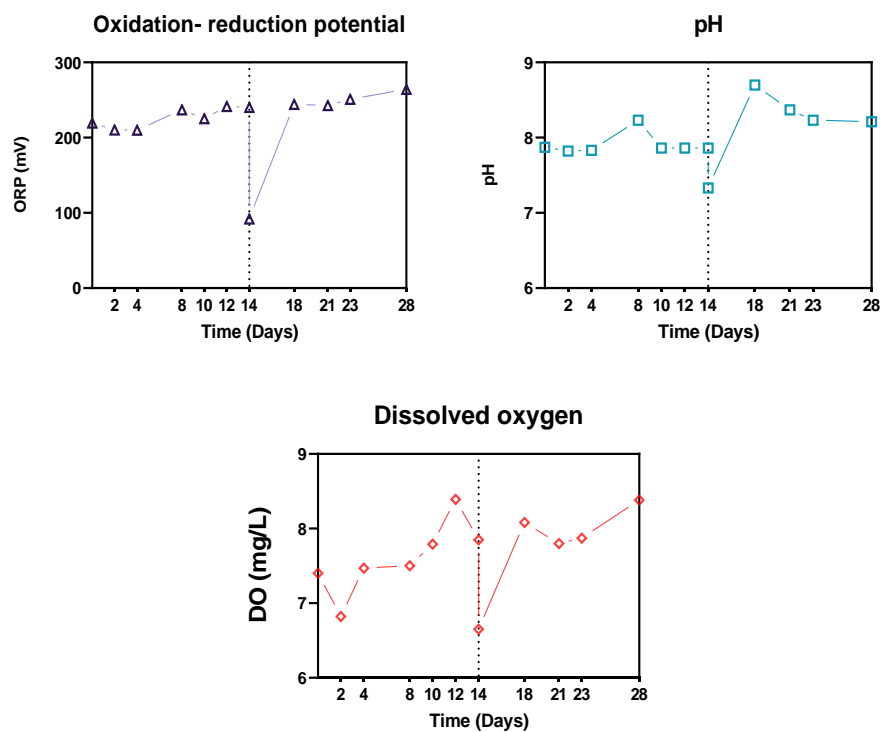 Oxidation- reduction potential
300
200
100
0
ORP (mV)
2 4 8 10 12 14 18 21 23 28
Time (Days)
pH
9
8
7
6
pH
2 4 8 10 12 14 18 21 23 28
Time (Days)
Dissolved oxygen
9
8
7
6
DO (mg/L)
2 4 8 10 12 14 18 21 23 28
Time (Days)